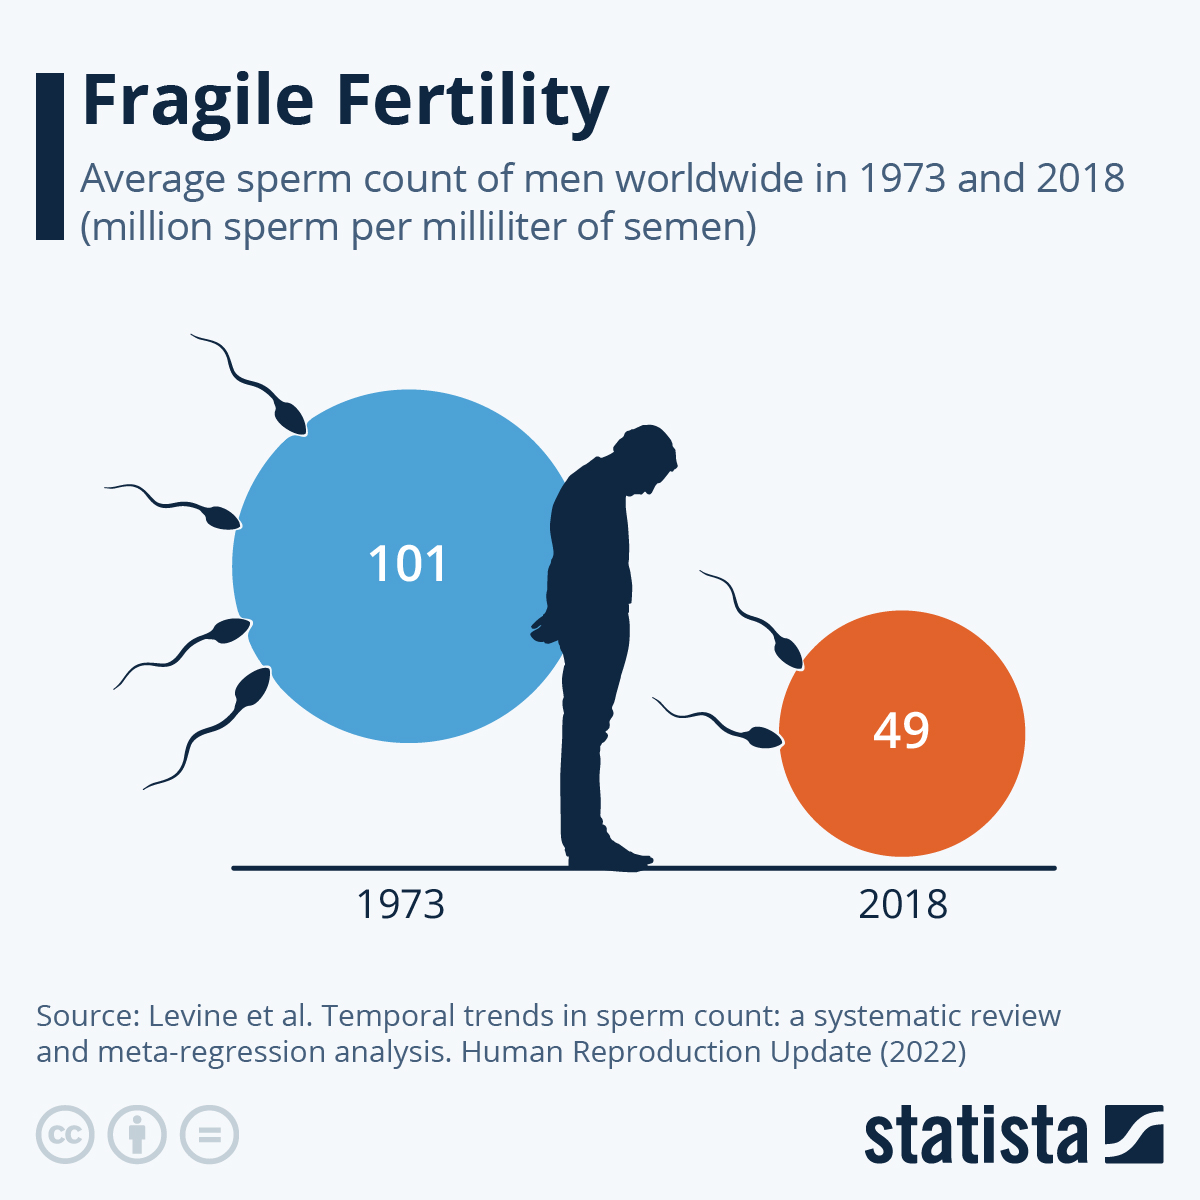 Fragile Fertility
Average sperm count of men worldwide in 1973 and 2018
(million sperm per milliliter of semen)
101
49
1973
2018
Source: Levine et al. Temporal trends in sperm count: a systematic review
and meta-regression analysis. Human Reproduction Update (2022)
cc
statista